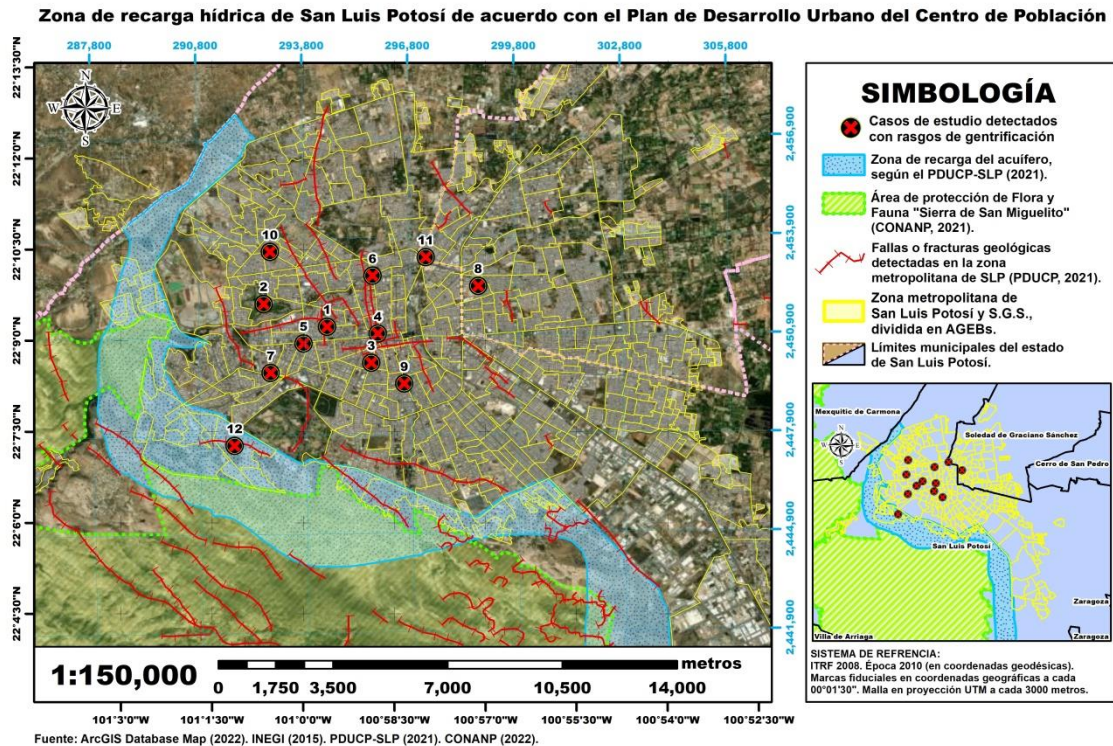 Zona de recarga hídrica de San Luis Potosí de acuerdo con el Plan de Desarrollo Urbano del Centro de Población
287,800 290,800 293,800 296,800 299,800 302,800 305,800
22°13'30"N
22°12'0"N
22°10'30"N
22°9'0"N
22°7'30"N
22°6'0"N
22°4'30"N
N
W E
S
10
11
6
8
2
1
4
5
3
7
9
12
2,456,900
2,453,900
2,450,900
2,447,900
2,444,900
2,441,900
1:150,000
metros
0 1,750 3,500 7,000 10,500 14,000
101°3'0"W 101°1'30"W 101°0'0"W 100°58'30"W 100°57'0"W 100°55'30"W 100°54'0"W 100°52'30"W
Fuente: ArcGIS Database Map (2022). INEGI (2015). PDUCP-SLP (2021). CONANP (2022).
SIMBOLOGÍA
Casos de estudio detectados
con rasgos de gentrificación
Zona de recarga del acuífero,
según el PDUCP-SLP (2021).
Área de protección de Flora y
Fauna "Sierra de San Miguelito"
(CONANP, 2021).
Fallas o fracturas geológicas
detectadas en la zona
metropolitana de SLP (PDUCP, 2021).
Zona metropolitana de
San Luis Potosí y S.G.S.,
dividida en AGEBs.
Límites municipales del estado
de San Luis Potosí.
Mexquitic de Carmona
N
W E
S
Soledad de Graciano Sánchez
Cerro de San Pedro
San Luis Potosí
Zaragoza
Villa de Arriaga
Zaragoza
SISTEMA DE REFRENCIA:
ITRF 2008. Época 2010 (en coordenadas geodésicas).
Marcas fiduciales en coordenadas geográficas a cada
00°01'30". Malla en proyección UTM a cada 3000 metros.